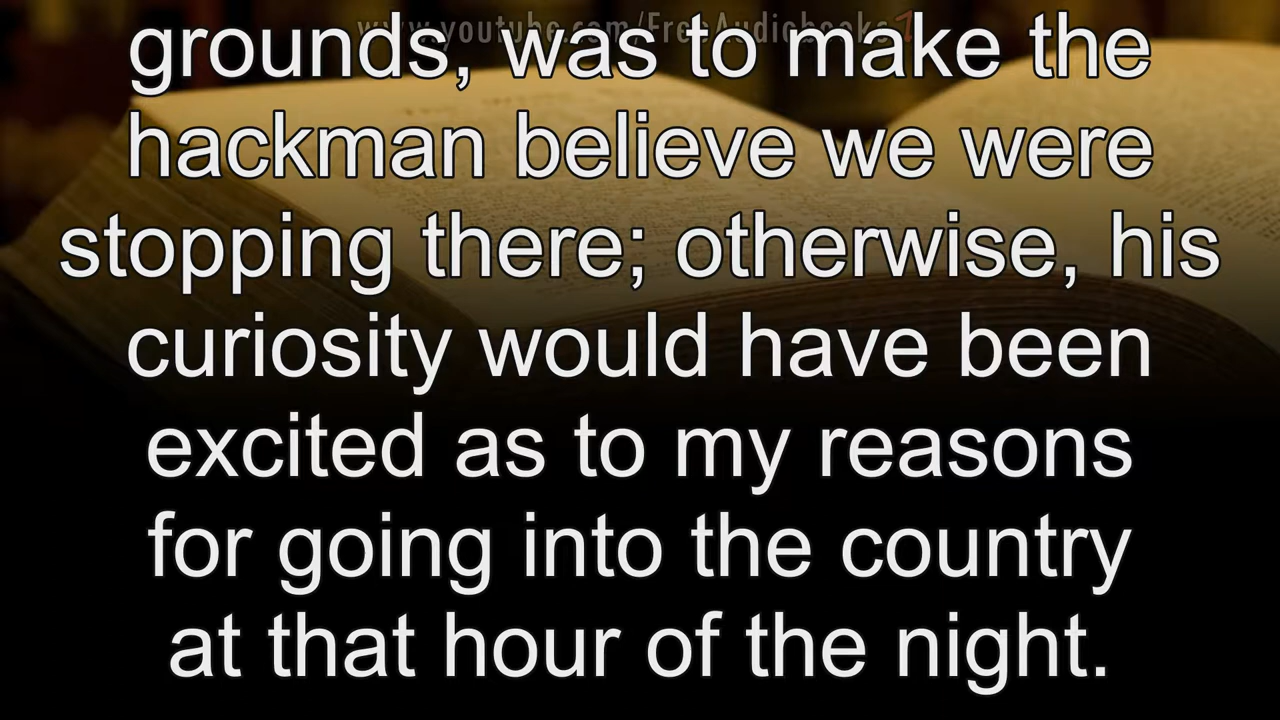 www.youtube.com/FreeAudiobooks
grounds, was to make the
hackman believe we were
stopping there; otherwise, his
curiosity would have been
excited as to my reasons
for going into the country
at that hour of the night.